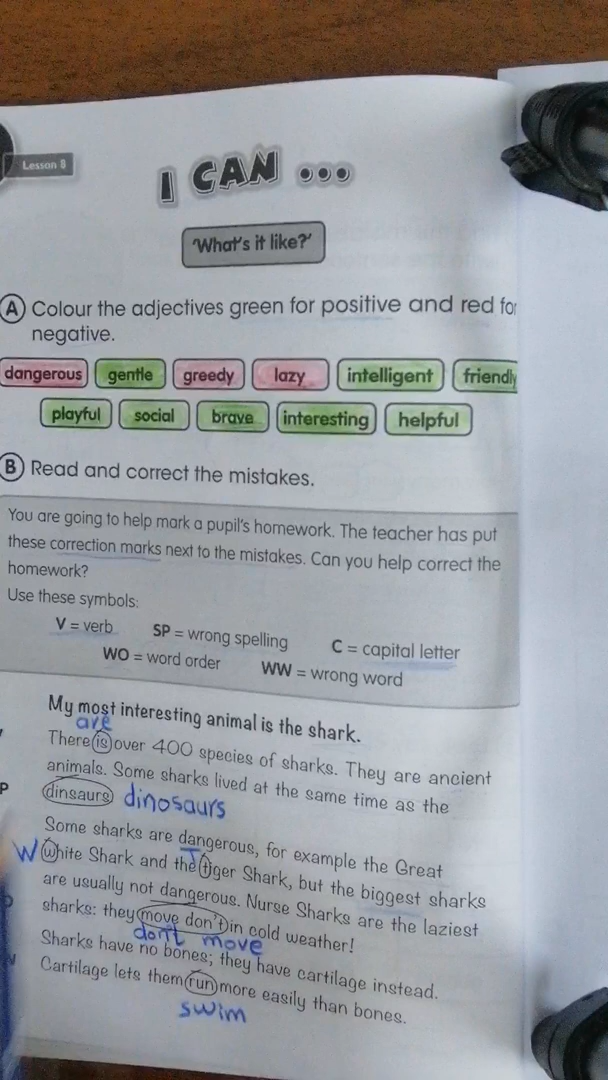 Lesson 8
I CAN ...
'What's it like?'
A Colour the adjectives green for positive and red for
negative.
dangerous gentle greedy lazy intelligent friendly
playful social brave interesting helpful
B Read and correct the mistakes.
You are going to help mark a pupil's homework. The teacher has put
these correction marks next to the mistakes. Can you help correct the
homework?
Use these symbols:
V = verb SP = wrong spelling C = capital letter
WO = word order WW = wrong word
My most interesting animal is the shark.
are
There is over 400 species of sharks. They are ancient
animals. Some sharks lived at the same time as the
P dinsaurs dinosaurs
Some sharks are dangerous, for example the Great
W T
white Shark and the tiger Shark, but the biggest sharks
are usually not dangerous. Nurse Sharks are the laziest
sharks: they move don't in cold weather!
don't move
Sharks have no bones; they have cartilage instead.
Cartilage lets them run more easily than bones.
swim